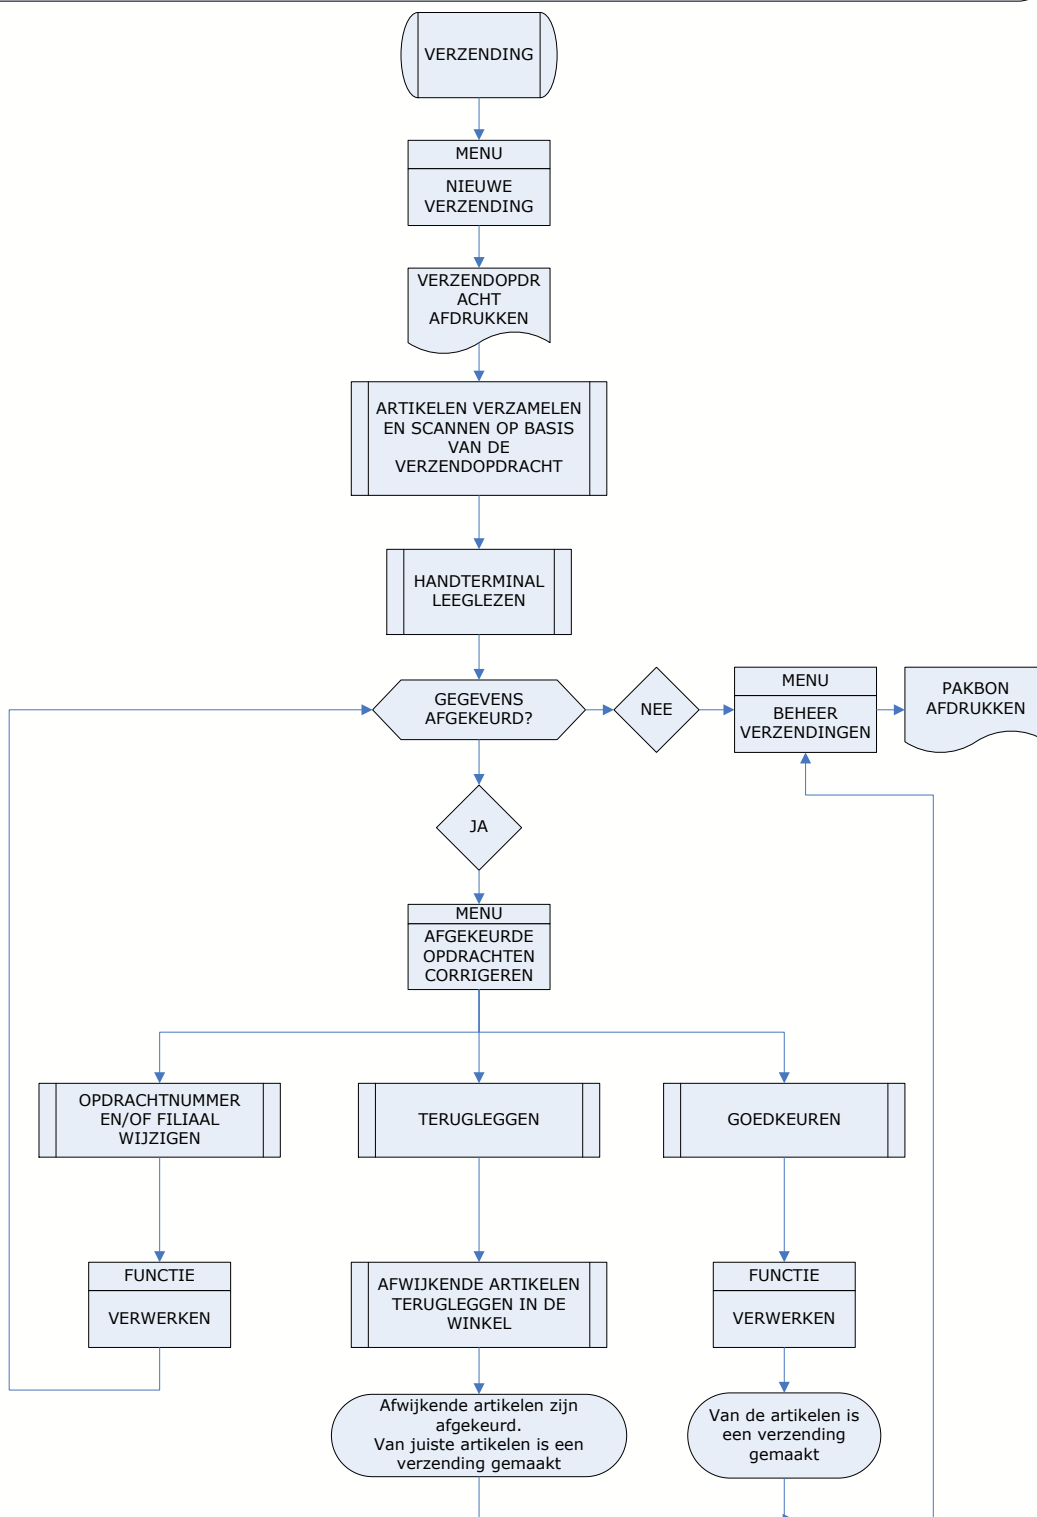 VERZENDING
MENU
NIEUWE
VERZENDING
VERZENDOPDR
ACHT
AFDRUKKEN
ARTIKELEN VERZAMELEN
EN SCANNEN OP BASIS
VAN DE
VERZENDOPDRACHT
HANDTERMINAL
LEEGLEZEN
GEGEVENS
AFGEKEURD?
NEE
MENU
BEHEER
VERZENDINGEN
PAKBON
AFDRUKKEN
JA
MENU
AFGEKEURDE
OPDRACHTEN
CORRIGEREN
OPDRACHTNUMMER
EN/OF FILIAAL
WIJZIGEN
TERUGLEGGEN
GOEDKEUREN
FUNCTIE
VERWERKEN
AFWIJKENDE ARTIKELEN
TERUGLEGGEN IN DE
WINKEL
FUNCTIE
VERWERKEN
Afwijkende artikelen zijn
afgekeurd.
Van juiste artikelen is een
verzending gemaakt
Van de artikelen is
een verzending
gemaakt